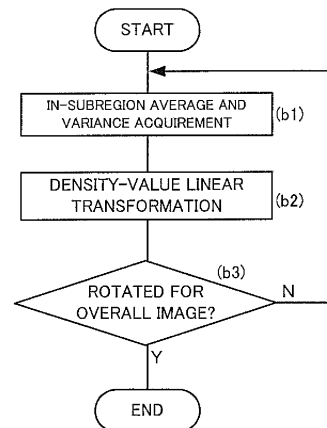 START
IN-SUBREGION AVERAGE AND
VARIANCE ACQUIREMENT
(b1)
DENSITY-VALUE LINEAR
TRANSFORMATION
(b2)
(b3)
ROTATED FOR
OVERALL IMAGE?
N
Y
END